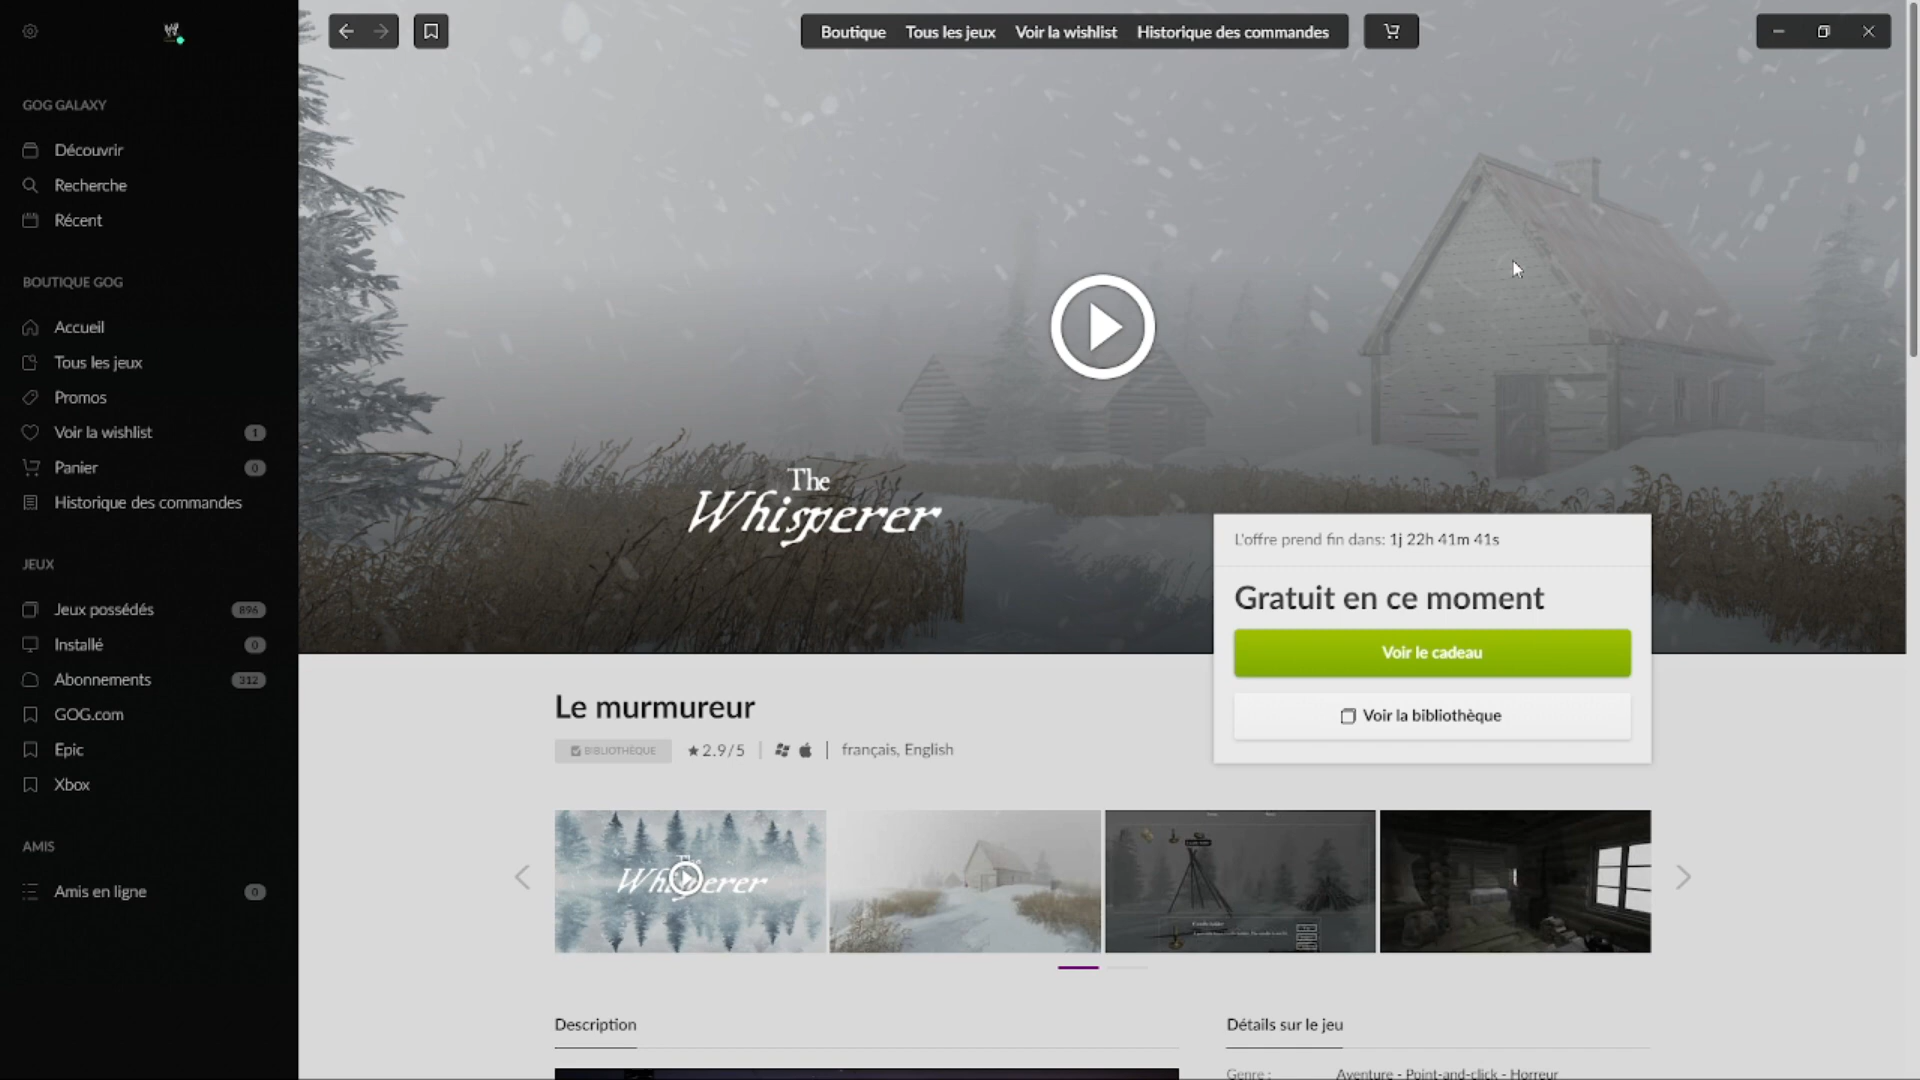 Boutique Tous les jeux Voir la wishlist Historique des commandes
GOG GALAXY
Découvrir
Recherche
Récent
BOUTIQUE GOG
Accueil
Tous les jeux
Promos
Voir la wishlist 1
Panier 0
Historique des commandes
JEUX
Jeux possédés 896
Installé 0
Abonnements 312
GOG.com
Epic
Xbox
AMIS
Amis en ligne 0
The
Whisperer
L'offre prend fin dans: 1j 22h 41m 41s
Gratuit en ce moment
Voir le cadeau
Voir la bibliothèque
Le murmureur
BIBLIOTHÈQUE ★2.9/5 | | français, English
The
Whisperer
Description
Détails sur le jeu
Genre : Aventure - Point-and-click - Horreur